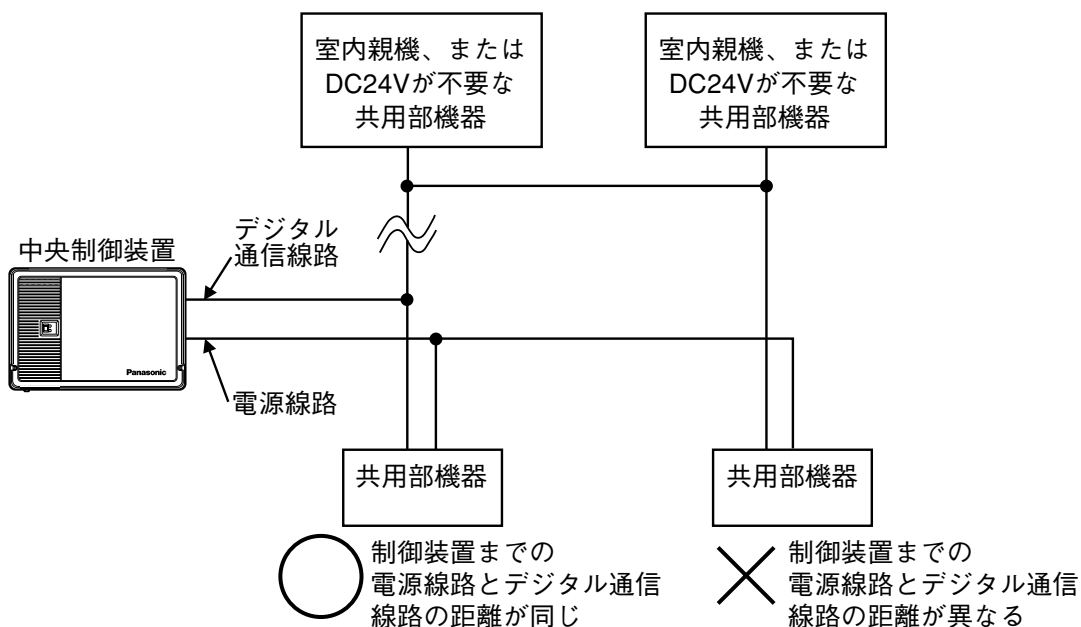 室内親機、または
DC24Vが不要な
共用部機器
室内親機、または
DC24Vが不要な
共用部機器
デジタル
通信線路
中央制御装置
Panasonic
電源線路
共用部機器
共用部機器
制御装置までの
電源線路とデジタル通信
線路の距離が同じ
制御装置までの
電源線路とデジタル通信
線路の距離が異なる